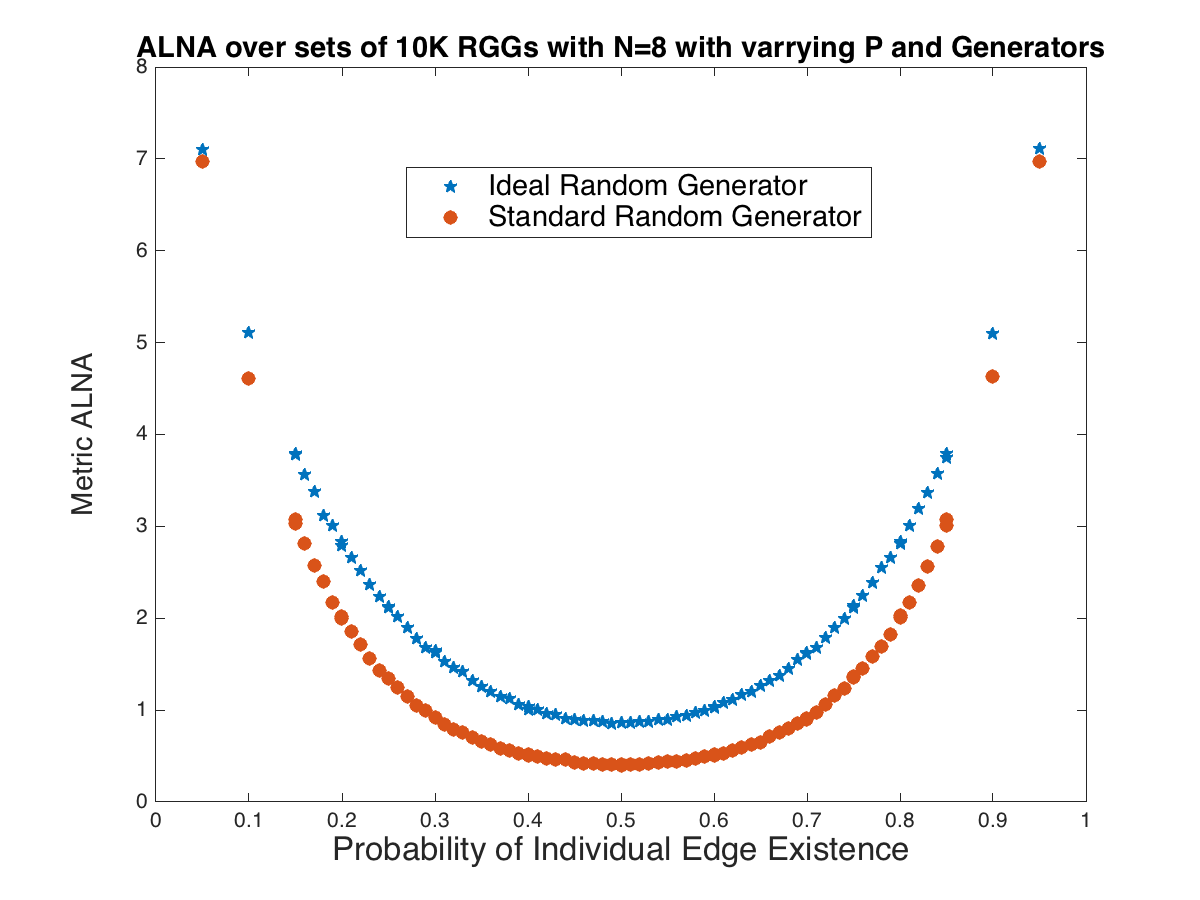 ALNA over sets of 10K RGGs with N=8 with varrying P and Generators
8
7
6
5
4
3
2
1
0
Metric ALNA
Ideal Random Generator
Standard Random Generator
0 0.1 0.2 0.3 0.4 0.5 0.6 0.7 0.8 0.9 1
Probability of Individual Edge Existence